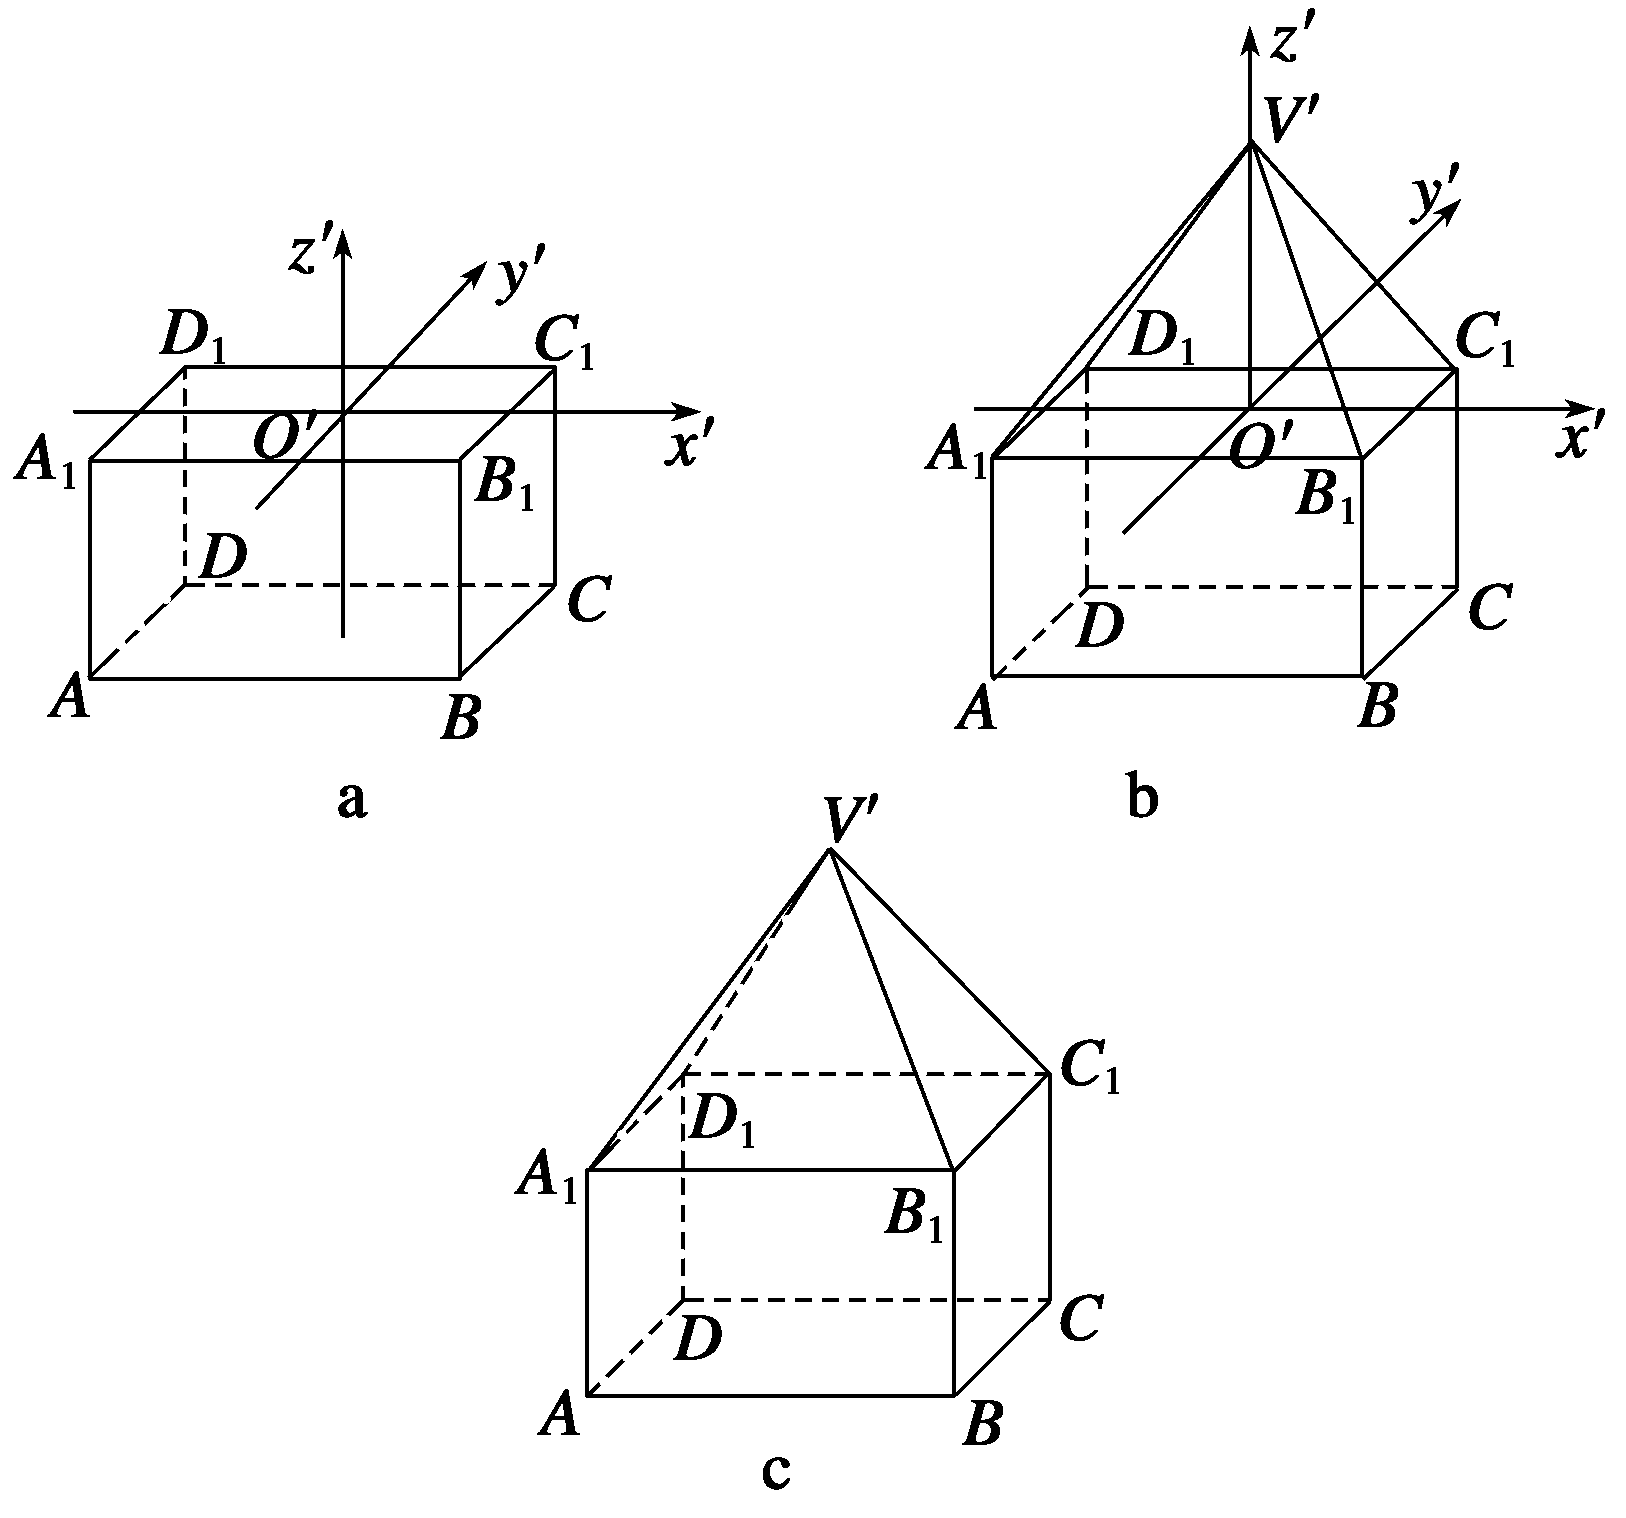 z′
y′
D₁
C₁
O′
x′
A₁
B₁
D
C
A
B
a
z′
V′
y′
D₁
C₁
A₁
O′
x′
B₁
D
C
A
B
b
V′
C₁
D₁
A₁
B₁
D
C
A
B
c